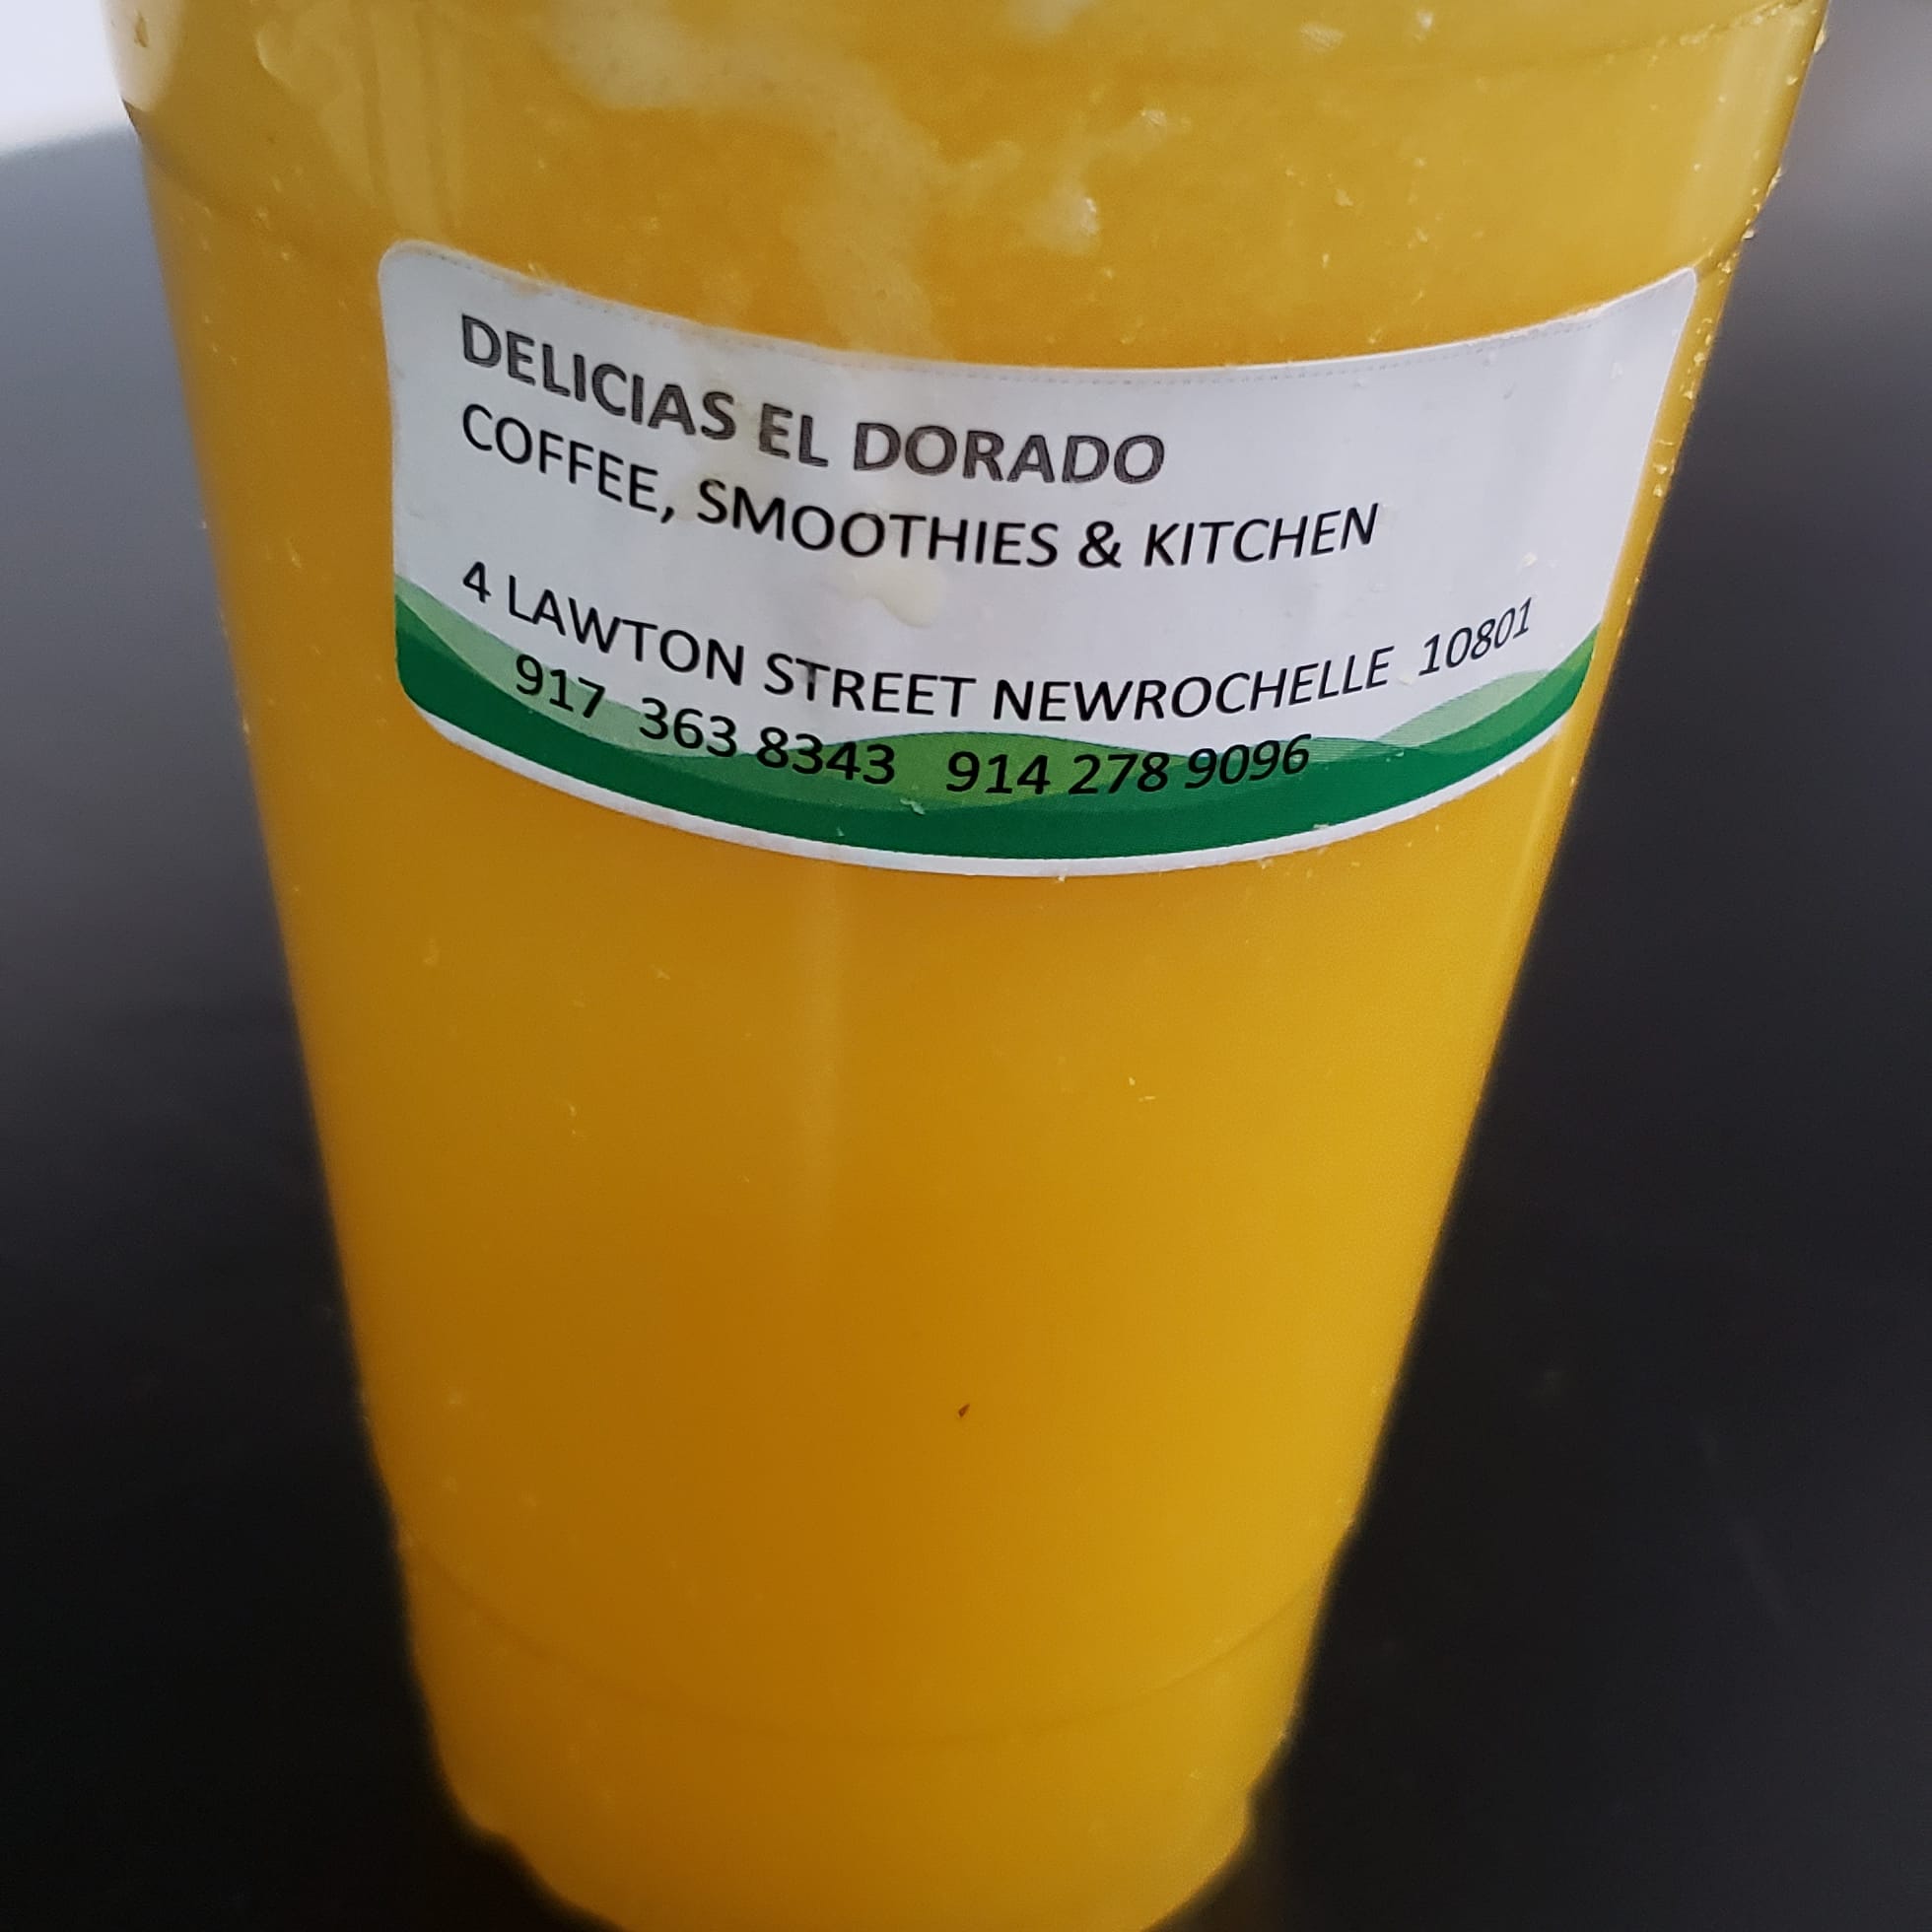 DELICIAS EL DORADO
COFFEE, SMOOTHIES & KITCHEN
4 LAWTON STREET NEWROCHELLE 10801
917 363 8343 914 278 9096